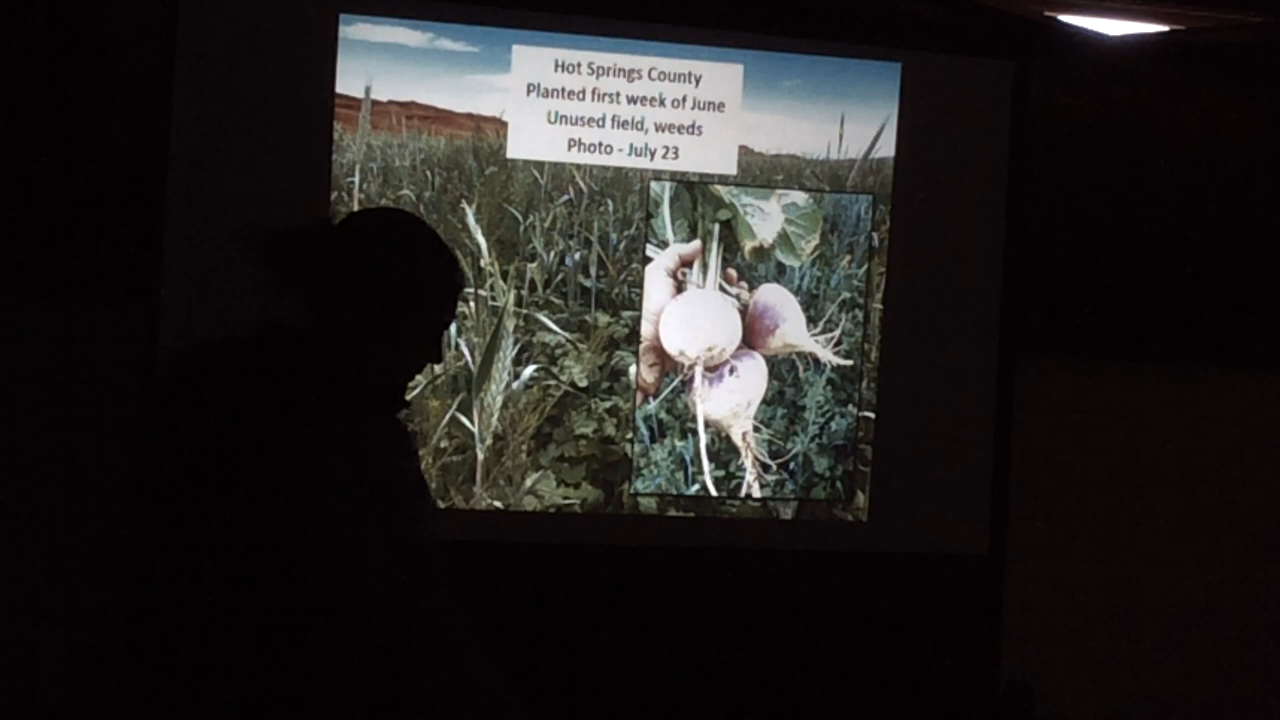 Hot Springs County
Planted first week of June
Unused field, weeds
Photo - July 23